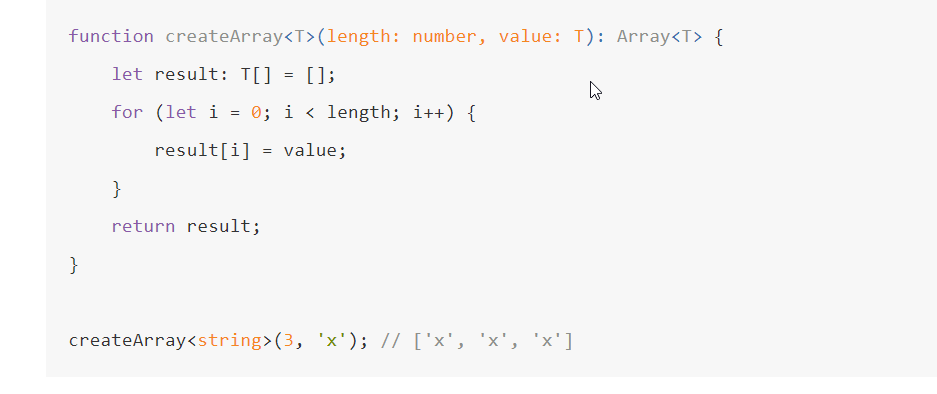 function createArray<T>(length: number, value: T): Array<T> {
    let result: T[] = [];
    for (let i = 0; i < length; i++) {
        result[i] = value;
    }
    return result;
}
createArray<string>(3, 'x'); // ['x', 'x', 'x']